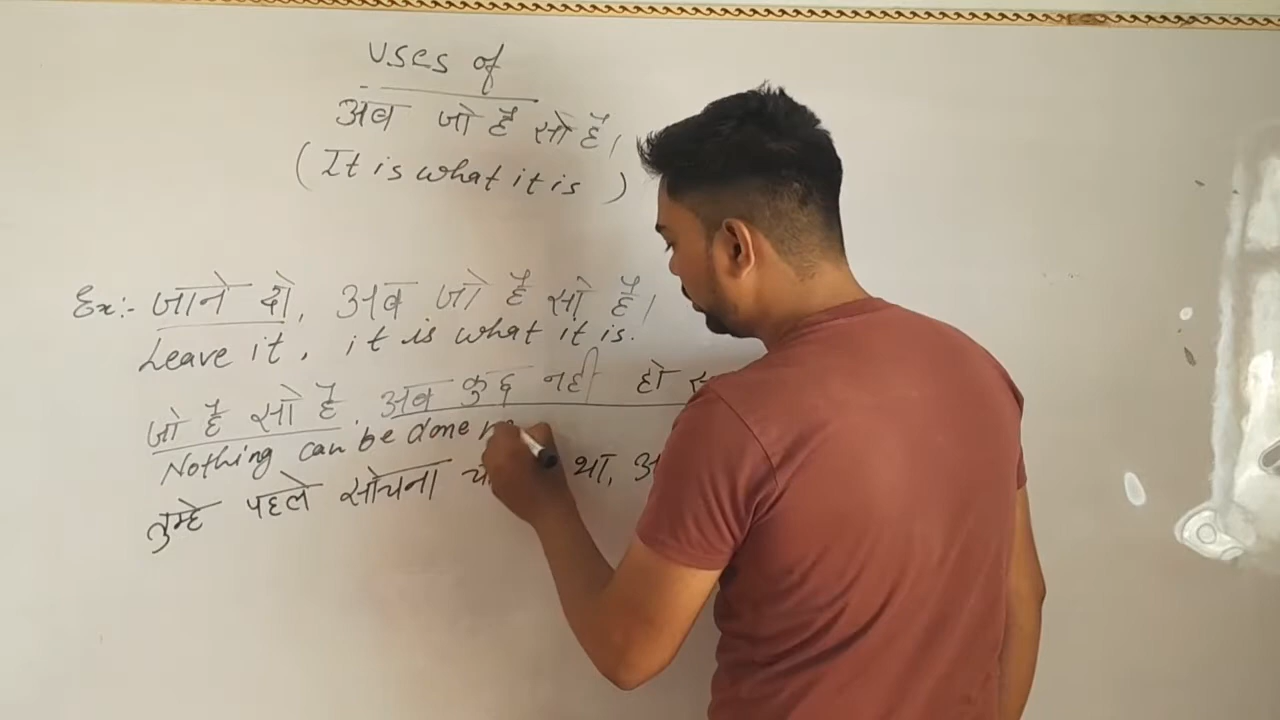 uses of
अब जो है सो है।
(It is what it is)
Ex:- जाने दो, अब जो है सो है।
Leave it, it is what it is.
जो है सो है, अब कुछ नही हो
Nothing can be done
तुम्हे पहले सोचना था,